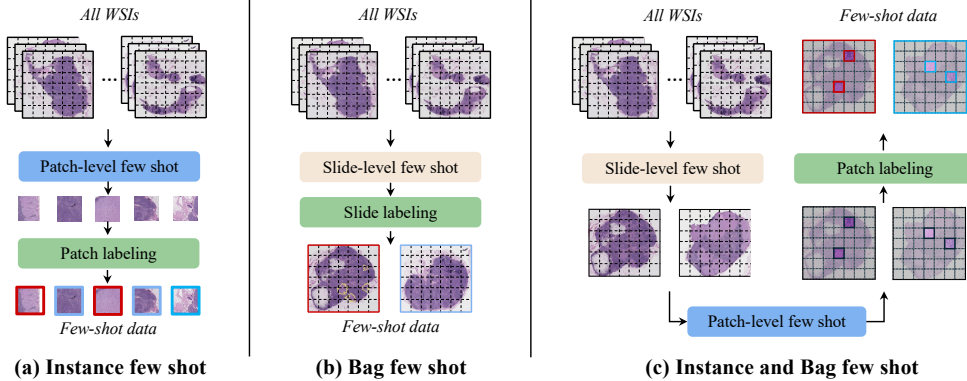 All WSIs
...
Patch-level few shot
Patch labeling
Few-shot data
(a) Instance few shot
All WSIs
...
Slide-level few shot
Slide labeling
Few-shot data
(b) Bag few shot
All WSIs
...
Slide-level few shot
Patch-level few shot
Patch labeling
Few-shot data
(c) Instance and Bag few shot